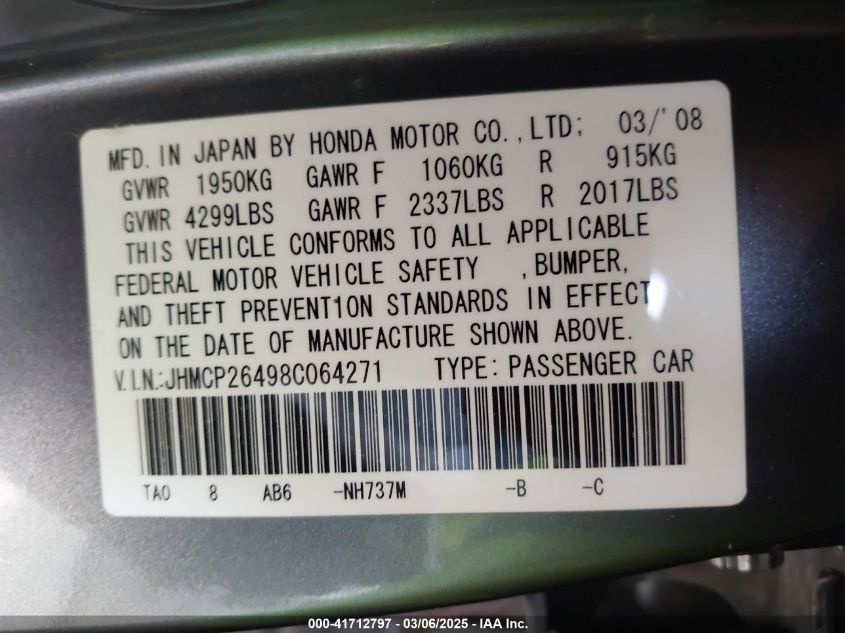 MFD. IN JAPAN BY HONDA MOTOR CO., LTD; 03/'08
GVWR 1950KG GAWR F 1060KG R 915KG
GVWR 4299LBS GAWR F 2337LBS R 2017LBS
THIS VEHICLE CONFORMS TO ALL APPLICABLE
FEDERAL MOTOR VEHICLE SAFETY , BUMPER,
AND THEFT PREVENT1ON STANDARDS IN EFFECT
ON THE DATE OF MANUFACTURE SHOWN ABOVE.
V.I.N.:JHMCP26498C064271 TYPE: PASSENGER CAR
TA0 8 AB6 -NH737M -B -C
000-41712797 - 03/06/2025 - IAA Inc.